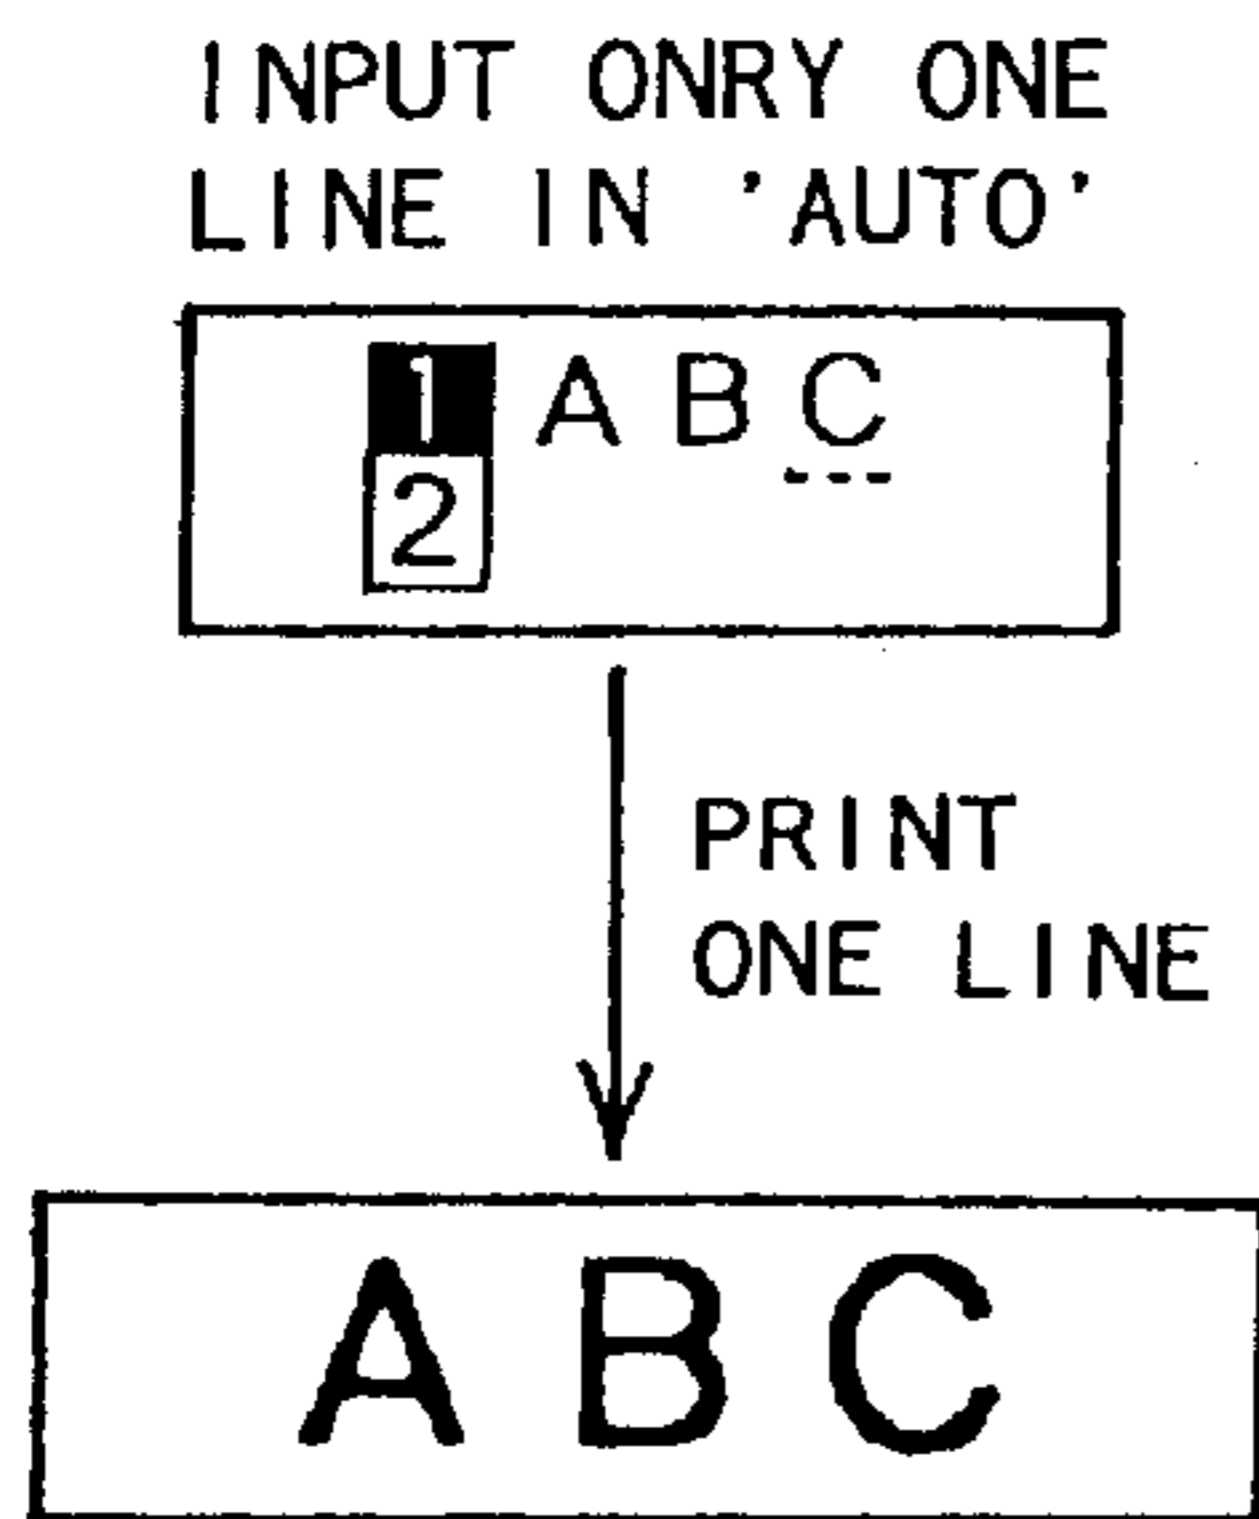 INPUT ONRY ONE
LINE IN 'AUTO'
1 ABC
2
PRINT
ONE LINE
ABC